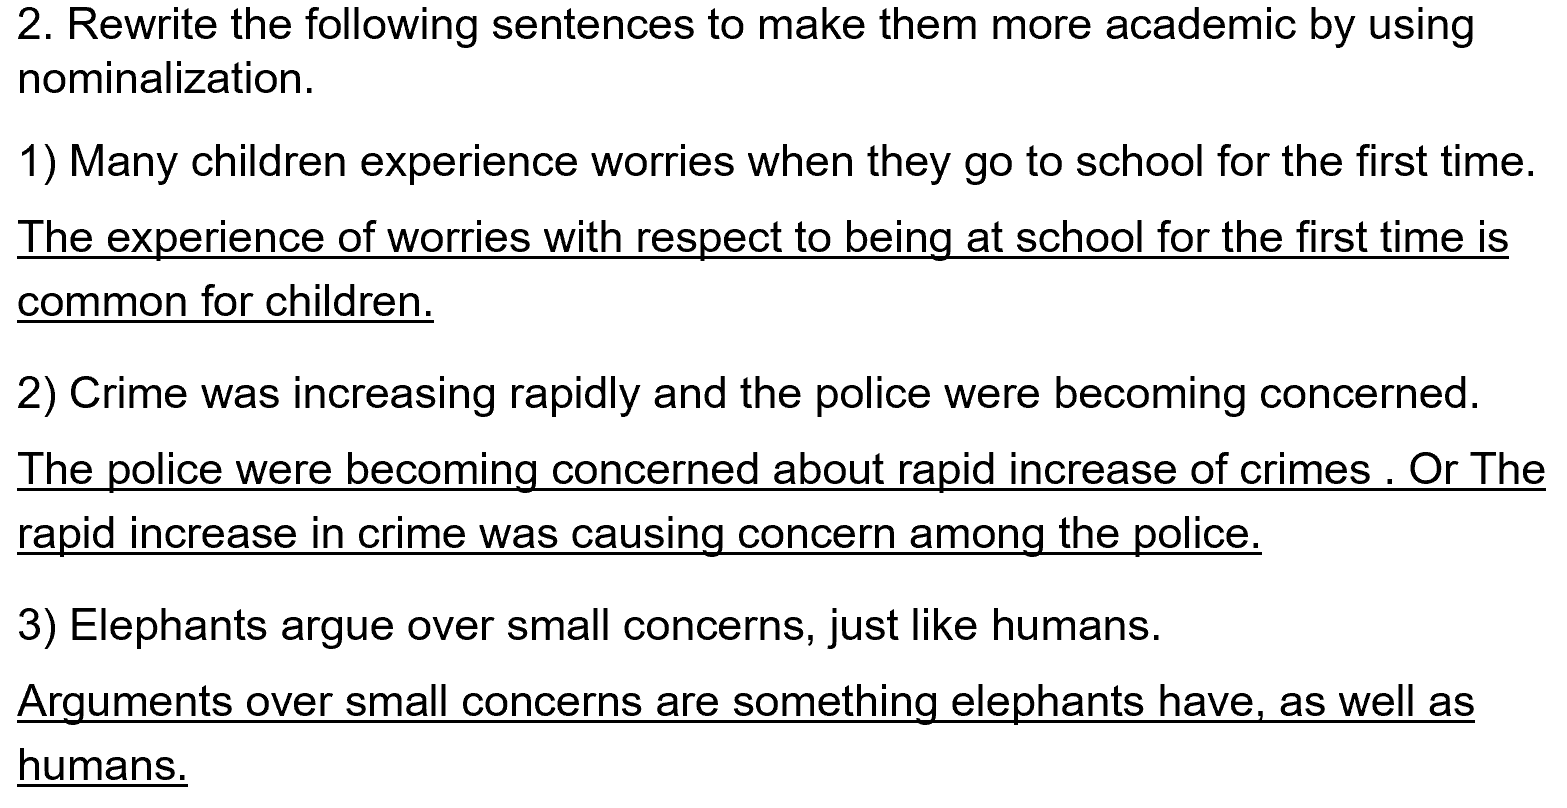 2. Rewrite the following sentences to make them more academic by using
nominalization.
1) Many children experience worries when they go to school for the first time.
The experience of worries with respect to being at school for the first time is
common for children.
2) Crime was increasing rapidly and the police were becoming concerned.
The police were becoming concerned about rapid increase of crimes . Or The
rapid increase in crime was causing concern among the police.
3) Elephants argue over small concerns, just like humans.
Arguments over small concerns are something elephants have, as well as
humans.